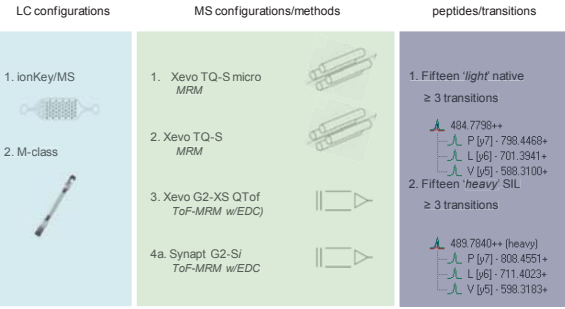 LC configurations
MS configurations/methods
peptides/transitions
1. ionKey/MS
2. M-class
1. Xevo TQ-S micro
MRM
2. Xevo TQ-S
MRM
3. Xevo G2-XS QTof
ToF-MRM w/EDC)
4a. Synapt G2-Si
ToF-MRM w/EDC
1. Fifteen ‘light’ native
≥ 3 transitions
484.7798++
P [y7] - 798.4468+
L [y6] - 701.3941+
V [y5] - 588.3100+
2. Fifteen ‘heavy’ SIL
≥ 3 transitions
489.7840++ (heavy)
P [y7] - 808.4551+
L [y6] - 711.4023+
V [y5] - 598.3183+